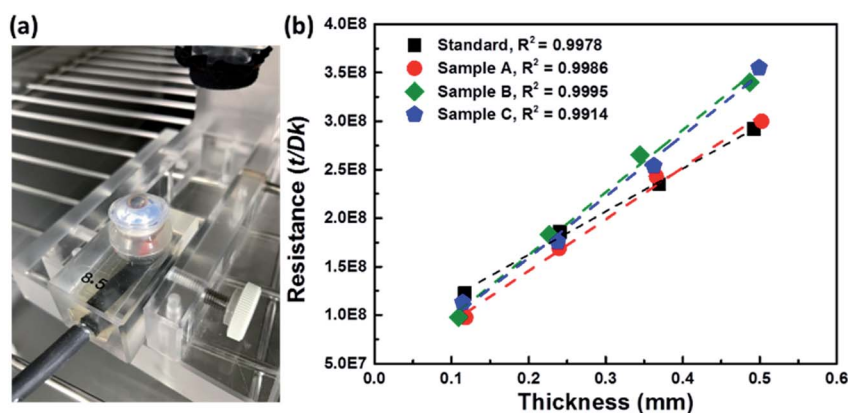 (a)
8.5
(b)
Resistance (t/Dk)
4.0E8
3.5E8
3.0E8
2.5E8
2.0E8
1.5E8
1.0E8
5.0E7
Standard, R² = 0.9978
Sample A, R² = 0.9986
Sample B, R² = 0.9995
Sample C, R² = 0.9914
0.0 0.1 0.2 0.3 0.4 0.5 0.6
Thickness (mm)